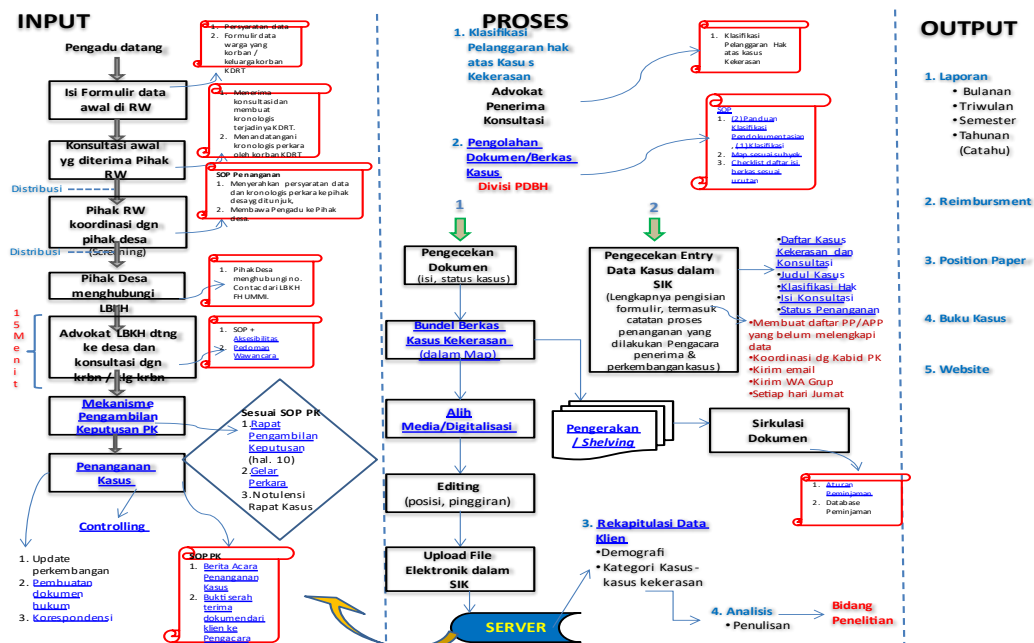 INPUT
Pengadu datang
Isi Formulir data
awal di RW
Konsultasi awal
yg diterima Pihak
RW
Distribusi
Pihak RW
koordinasi dgn
pihak desa
(Screening)
Distribusi
Pihak Desa
menghubungi
LBKH
15 Menit
Advokat LBKH dtng
ke desa dan
konsultasi dgn
krbn / klg krbn
Mekanisme
Pengambilan
Keputusan PK
Penanganan
Kasus
Controlling
1. Update
perkembangan
2. Pembuatan
dokumen
hukum
3. Korespondensi
1. Persyaratan data
2. Formulir data
warga yang
korban /
keluarga korban
KDRT
1. Menerima
konsultasi dan
membuat
kronologis
terjadinya KDRT.
2. Menandatangani
kronologis perkara
oleh korban KDRT
SOP Penanganan
1. Menyerahkan persyaratan data
dan kronologis perkara ke pihak
desa yg ditunjuk,
2. Membawa Pengadu ke Pihak
desa.
1. Pihak Desa
menghubungi no.
Contac dari LBKH
FH UMMI.
1. SOP +
Aksesibilitas
2. Pedoman
Wawancara.
Sesuai SOP PK
1. Rapat
Pengambilan
Keputusan
(hal. 10)
2. Gelar
Perkara
3. Notulensi
Rapat Kasus
SOP PK
1. Berita Acara
Penanganan
Kasus
2. Bukti serah
terima
dokumen dari
klien ke
Pengacara
PROSES
1. Klasifikasi
Pelanggaran hak
atas Kasus
Kekerasan
Advokat
Penerima
Konsultasi
2. Pengolahan
Dokumen/Berkas
Kasus
Divisi PDBH
1. Klasifikasi
Pelanggaran Hak
atas kasus
Kekerasan
SOP
1. (2) Panduan
Klasifikasi
Pendokumentasian
, (1) Klasifikasi
2. Map sesuai subyek
3. Checklist daftar isi
berkas sesuai
urutan
1
Pengecekan
Dokumen
(isi, status kasus)
Bundel Berkas
Kasus Kekerasan
(dalam Map)
Alih
Media/Digitalisasi
Editing
(posisi, pinggiran)
Upload File
Elektronik dalam
SIK
SERVER
2
Pengecekan Entry
Data Kasus dalam
SIK
(Lengkapnya pengisian
formulir, termasuk
catatan proses
penanganan yang
dilakukan Pengacara
penerima &
perkembangan kasus)
•Daftar Kasus
Kekerasan dan
Konsultasi
•Judul Kasus
•Klasifikasi Hak
•Isi Konsultasi
•Status Penanganan
•Membuat daftar PP/APP
yang belum melengkapi
data
•Koordinasi dg Kabid PK
•Kirim email
•Kirim WA Grup
•Setiap hari Jumat
Pengerakan
/ Shelving
Sirkulasi
Dokumen
1. Aturan
Peminjaman
2. Database
Peminjaman
3. Rekapitulasi Data
Klien
•Demografi
•Kategori Kasus-
kasus kekerasan
4. Analisis
• Penulisan
Bidang
Penelitian
OUTPUT
1. Laporan
• Bulanan
• Triwulan
• Semester
• Tahunan
(Catahu)
2. Reimbursment
3. Position Paper
4. Buku Kasus
5. Website